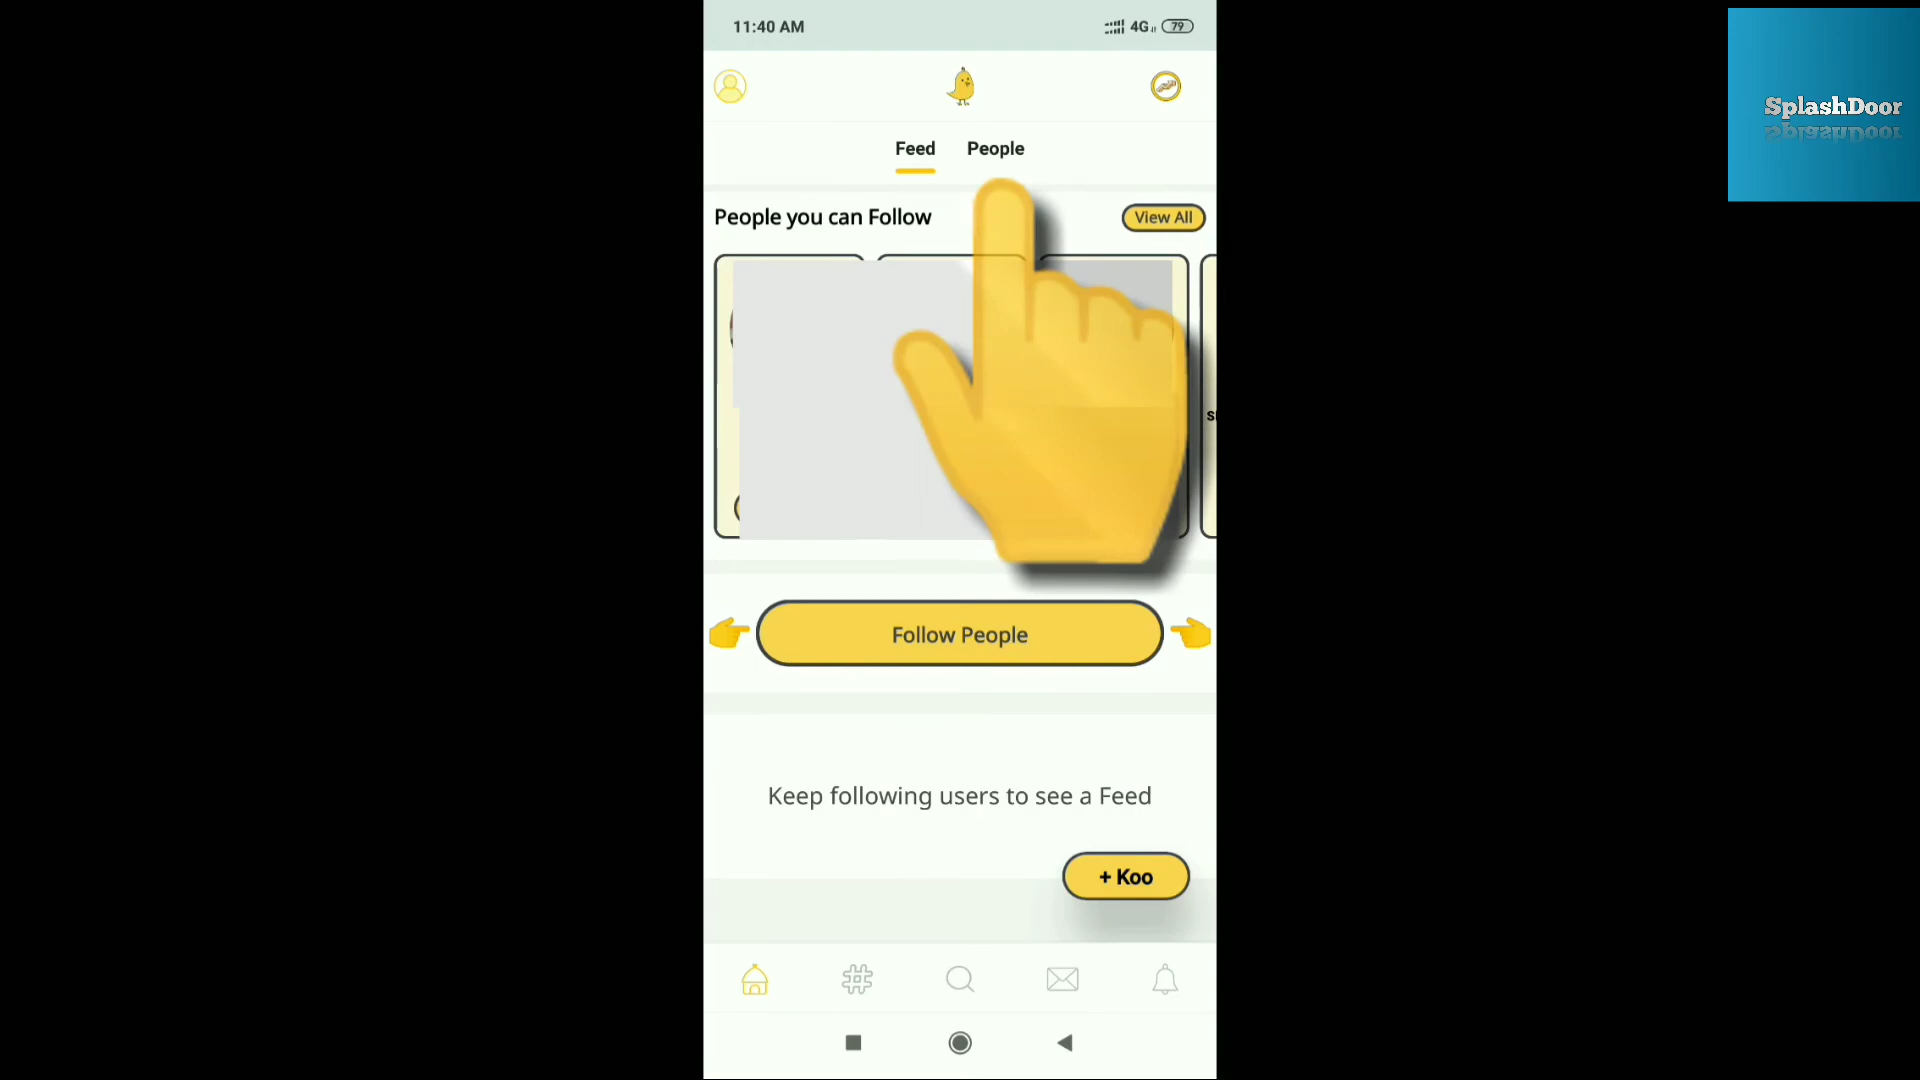 11:40 AM
4G
79
SplashDoor
Feed People
People you can Follow
View All
Follow People
Keep following users to see a Feed
+ Koo